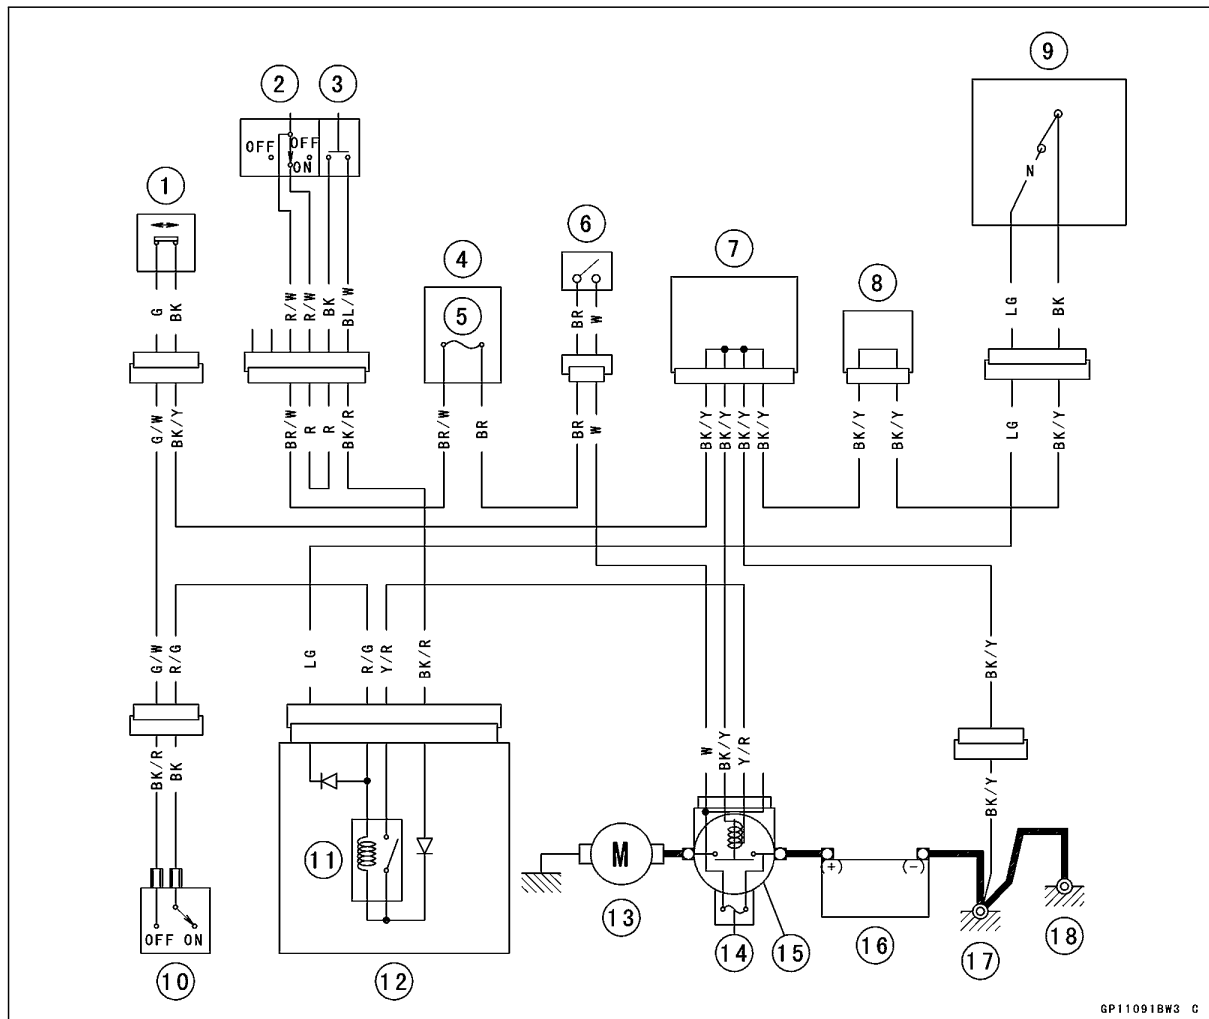 9
2 3
OFF OFF
ON
1
N
6
7
4
8
5
G BK R/W R/W BK BL/W BR W LG BK
G/W BK/Y BR/W R R BK/R BR/W BR BR W BK/Y BK/Y BK/Y BK/Y BK/Y BK/Y LG BK/Y
G/W R/G LG R/G Y/R BK/R BK/Y
W BK/Y Y/R
BK/R BK BK/Y
M
(+) (-)
11
13
OFF ON
14 15 16 17 18
10 12
GP11091BW3 C